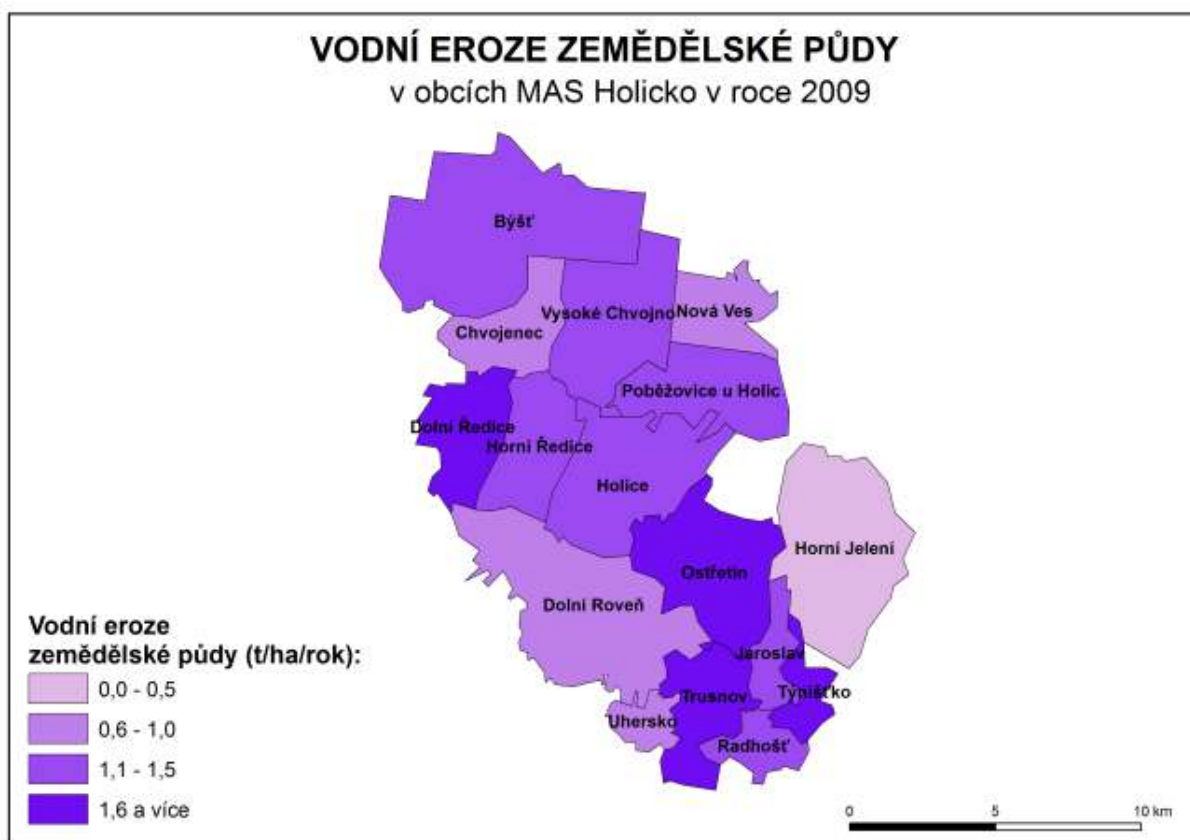 VODNÍ EROZE ZEMĚDĚLSKÉ PŮDY
v obcích MAS Holicko v roce 2009
Býšť
Vysoké Chvojno
Nová Ves
Chvojenec
Poběžovice u Holic
Dolní Ředice
Horní Ředice
Holice
Horní Jelení
Ostřetín
Dolní Roveň
Jaroslav
Týnišťko
Trusnov
Uhersko
Radhošť
Vodní eroze
zemědělské půdy (t/ha/rok):
0,0 - 0,5
0,6 - 1,0
1,1 - 1,5
1,6 a více
0 5 10 km